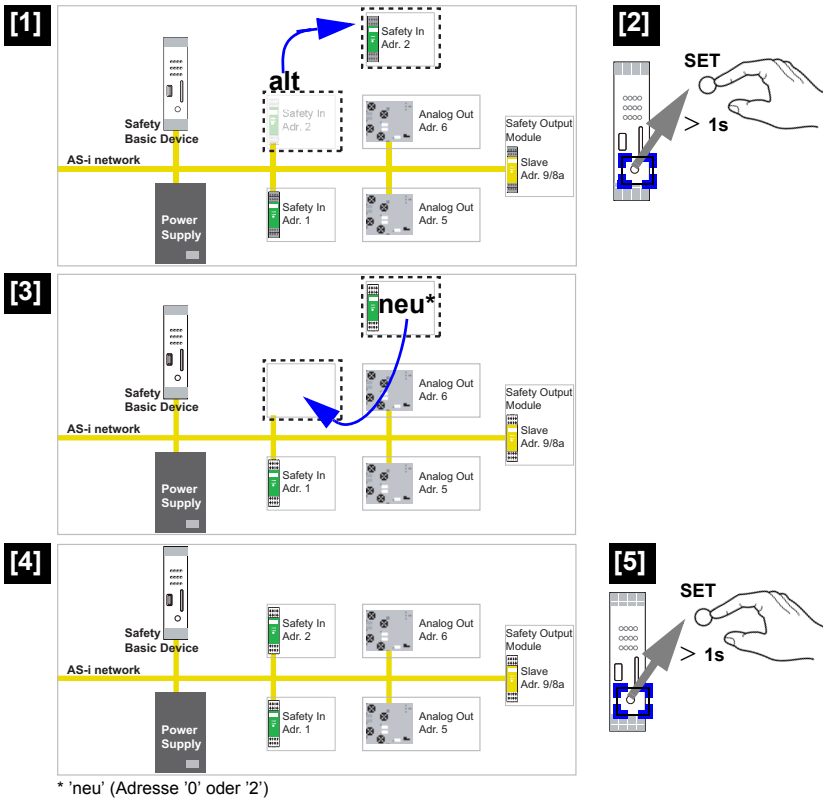 [1]
Safety In
Adr. 2
alt
Safety In
Adr. 2
Analog Out
Adr. 6
Safety
Basic Device
Safety Output
Module
Slave
Adr. 9/8a
AS-i network
Power
Supply
Safety In
Adr. 1
Analog Out
Adr. 5
[2]
SET
> 1s
[3]
neu*
Safety
Basic Device
Analog Out
Adr. 6
Safety Output
Module
Slave
Adr. 9/8a
AS-i network
Power
Supply
Safety In
Adr. 1
Analog Out
Adr. 5
[4]
Safety
Basic Device
Safety In
Adr. 2
Analog Out
Adr. 6
Safety Output
Module
Slave
Adr. 9/8a
AS-i network
Power
Supply
Safety In
Adr. 1
Analog Out
Adr. 5
[5]
SET
> 1s
* 'neu' (Adresse '0' oder '2')